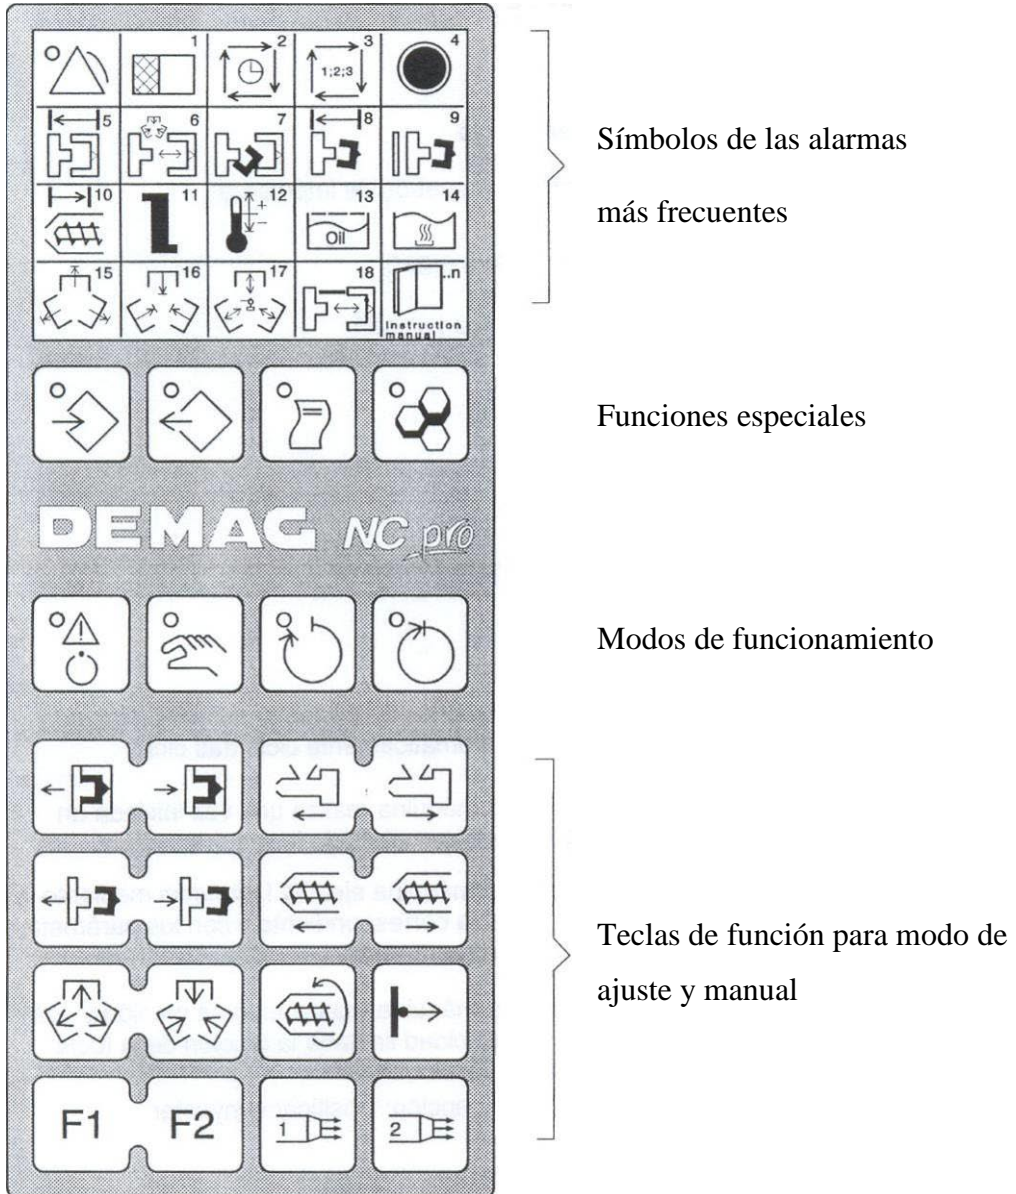 1 2 3 4
1;2;3
5 6 7 8 9
10 11 12 13 14
+
−
Oil
15 16 17 18 ..n
Instruction
manual
Símbolos de las alarmas
más frecuentes
Funciones especiales
DEMAG NC pro
Modos de funcionamiento
Teclas de función para modo de
ajuste y manual
F1 F2 1 2